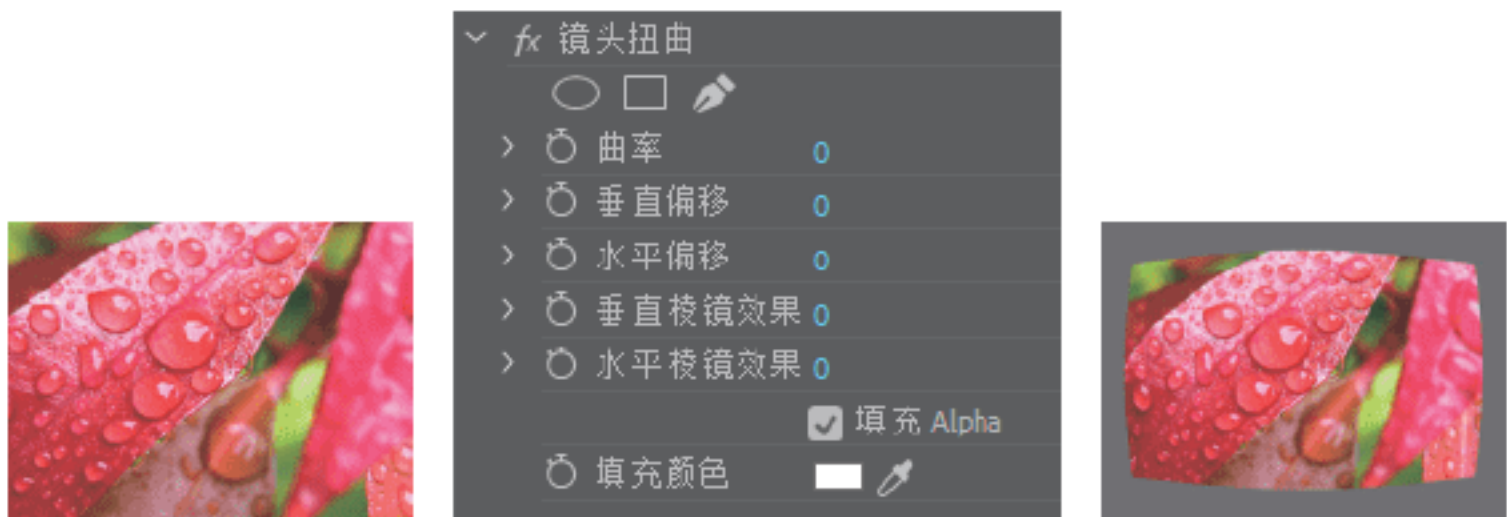 fx 镜头扭曲
曲率 0
垂直偏移 0
水平偏移 0
垂直棱镜效果 0
水平棱镜效果 0
填充 Alpha
填充颜色